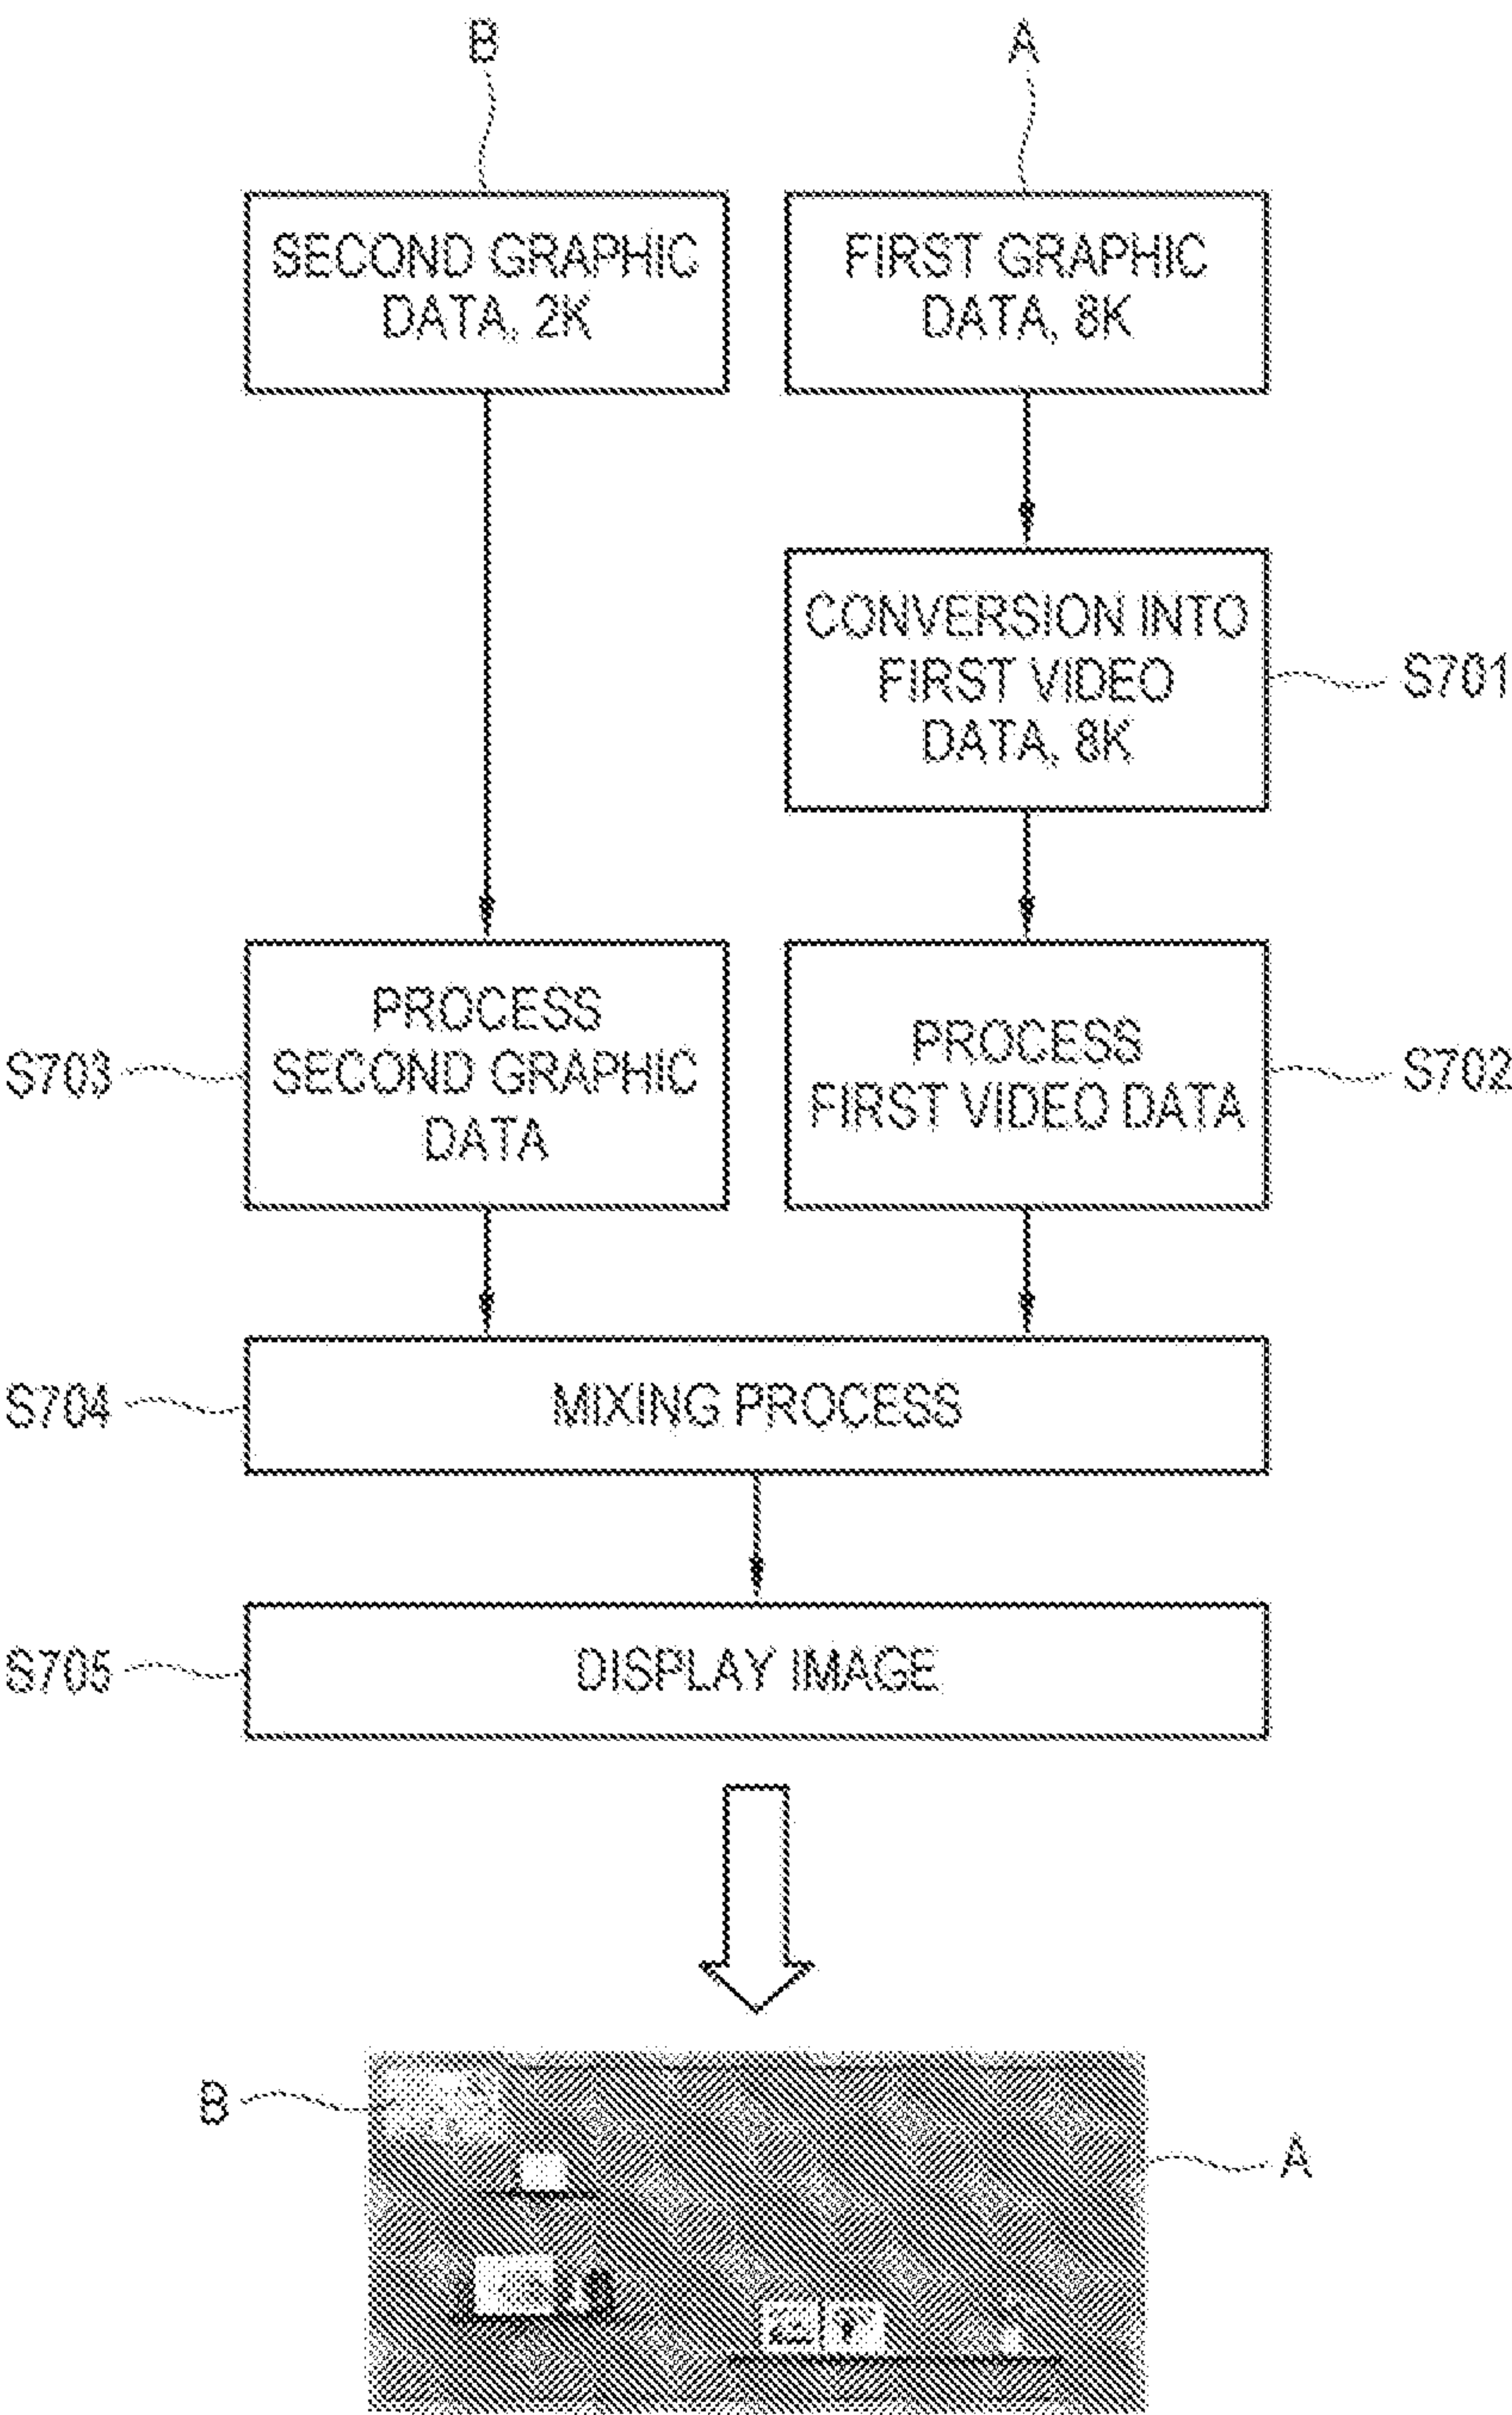 B
A
SECOND GRAPHIC
DATA, 2K
FIRST GRAPHIC
DATA, 8K
CONVERSION INTO
FIRST VIDEO
DATA, 8K
S701
S703
PROCESS
SECOND GRAPHIC
DATA
PROCESS
FIRST VIDEO DATA
S702
S704
MIXING PROCESS
S705
DISPLAY IMAGE
B
A